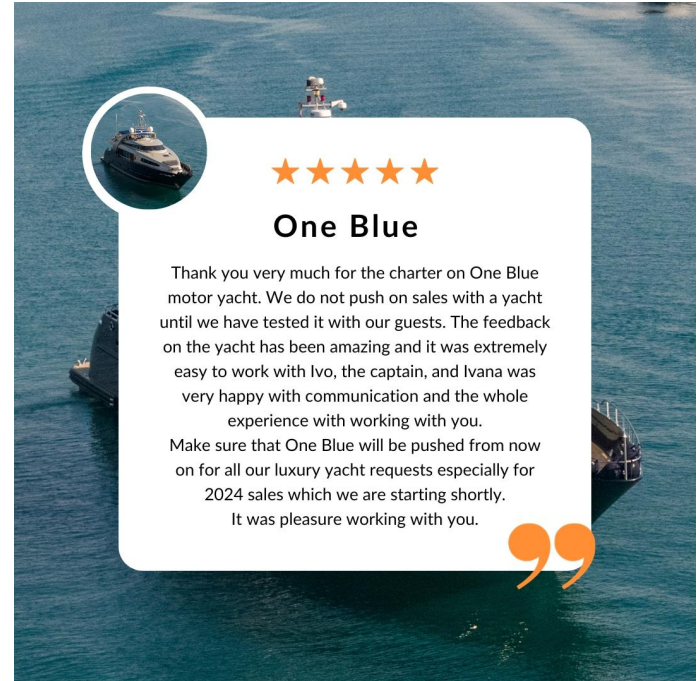 One Blue
Thank you very much for the charter on One Blue
motor yacht. We do not push on sales with a yacht
until we have tested it with our guests. The feedback
on the yacht has been amazing and it was extremely
easy to work with Ivo, the captain, and Ivana was
very happy with communication and the whole
experience with working with you.
Make sure that One Blue will be pushed from now
on for all our luxury yacht requests especially for
2024 sales which we are starting shortly.
It was pleasure working with you.
”